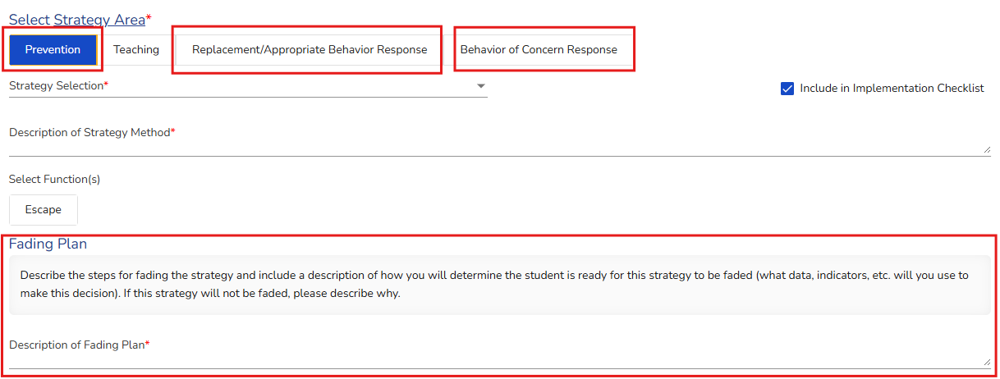 Select Strategy Area*
Prevention Teaching Replacement/Appropriate Behavior Response Behavior of Concern Response
Strategy Selection* Include in Implementation Checklist
Description of Strategy Method*
Select Function(s)
Escape
Fading Plan
Describe the steps for fading the strategy and include a description of how you will determine the student is ready for this strategy to be faded (what data, indicators, etc. will you use to
make this decision). If this strategy will not be faded, please describe why.
Description of Fading Plan*